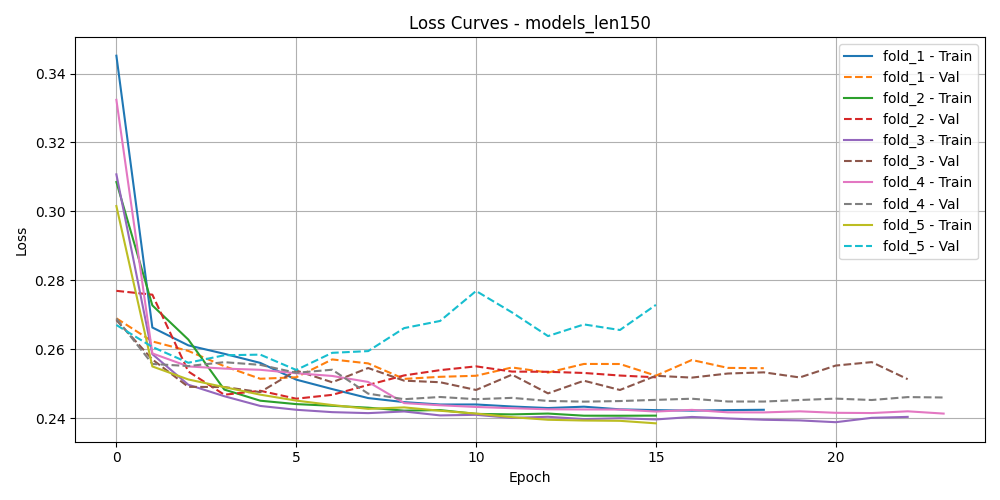 Loss Curves - models_len150
0.34
0.32
0.30
0.28
0.26
0.24
Loss
0
5
10
15
20
Epoch
fold_1 - Train
fold_1 - Val
fold_2 - Train
fold_2 - Val
fold_3 - Train
fold_3 - Val
fold_4 - Train
fold_4 - Val
fold_5 - Train
fold_5 - Val